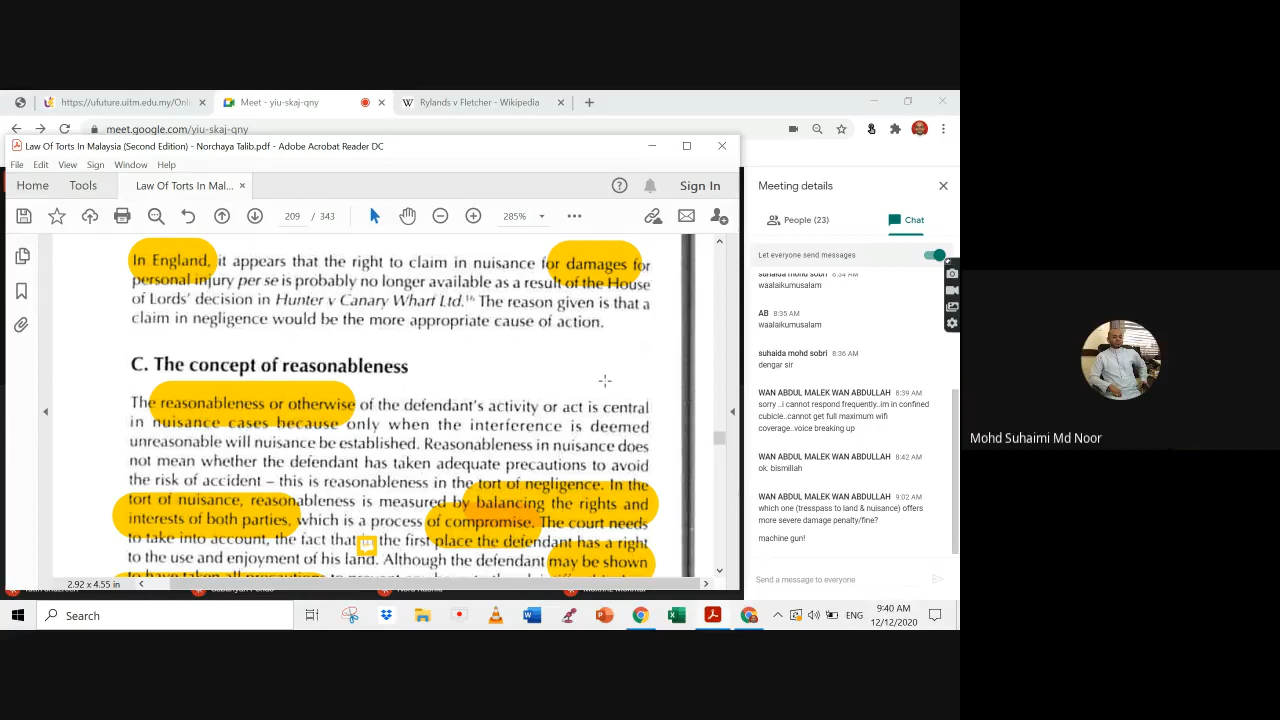 https://ufuture.uitm.edu.my/Onl
Meet - yiu-skaj-qny
Rylands v Fletcher - Wikipedia
meet.google.com/yiu-skaj-qny
Law Of Torts In Malaysia (Second Edition) - Norchaya Talib.pdf - Adobe Acrobat Reader DC
File Edit View Sign Window Help
Home Tools Law Of Torts In Mal... Sign In
209 / 343 285%
In England, it appears that the right to claim in nuisance for damages for
personal injury per se is probably no longer available as a result of the House
of Lords' decision in Hunter v Canary Wharf Ltd.16 The reason given is that a
claim in negligence would be the more appropriate cause of action.
C. The concept of reasonableness
The reasonableness or otherwise of the defendant's activity or act is central
in nuisance cases because only when the interference is deemed
unreasonable will nuisance be established. Reasonableness in nuisance does
not mean whether the defendant has taken adequate precautions to avoid
the risk of accident – this is reasonableness in the tort of negligence. In the
tort of nuisance, reasonableness is measured by balancing the rights and
interests of both parties, which is a process of compromise. The court needs
to take into account, the fact that the first place the defendant has a right
to the use and enjoyment of his land. Although the defendant may be shown
to have taken all precautions to prevent
2.92 x 4.55 in
Meeting details
People (23)
Chat
Let everyone send messages
suhaida mohd sobri 8:34 AM
waalaikumusalam
AB 8:35 AM
waalaikumusalam
suhaida mohd sobri 8:36 AM
dengar sir
WAN ABDUL MALEK WAN ABDULLAH 8:39 AM
sorry ..i cannot respond frequently..im in confined
cubicle..cannot get full maximum wifi
coverage..voice breaking up
WAN ABDUL MALEK WAN ABDULLAH 8:42 AM
ok. bismillah
WAN ABDUL MALEK WAN ABDULLAH 9:02 AM
which one (tresspass to land & nuisance) offers
more severe damage penalty/fine?
machine gun!
Send a message to everyone
Mohd Suhaimi Md Noor
Search
ENG
9:40 AM
12/12/2020